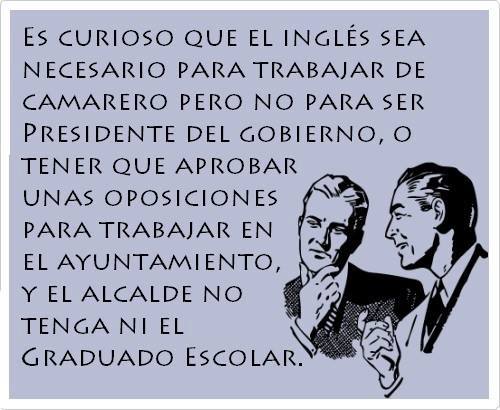 Es curioso que el inglés sea
necesario para trabajar de
camarero pero no para ser
Presidente del gobierno, o
tener que aprobar
unas oposiciones
para trabajar en
el ayuntamiento,
y el alcalde no
tenga ni el
Graduado Escolar.